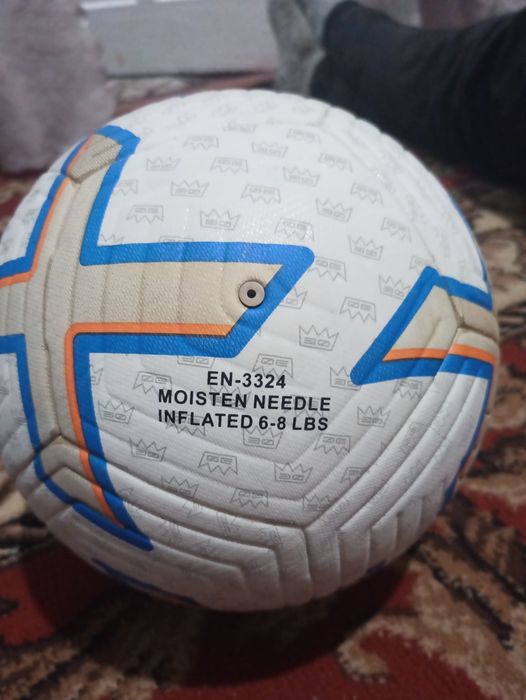 EN-3324
MOISTEN NEEDLE
INFLATED 6-8 LBS